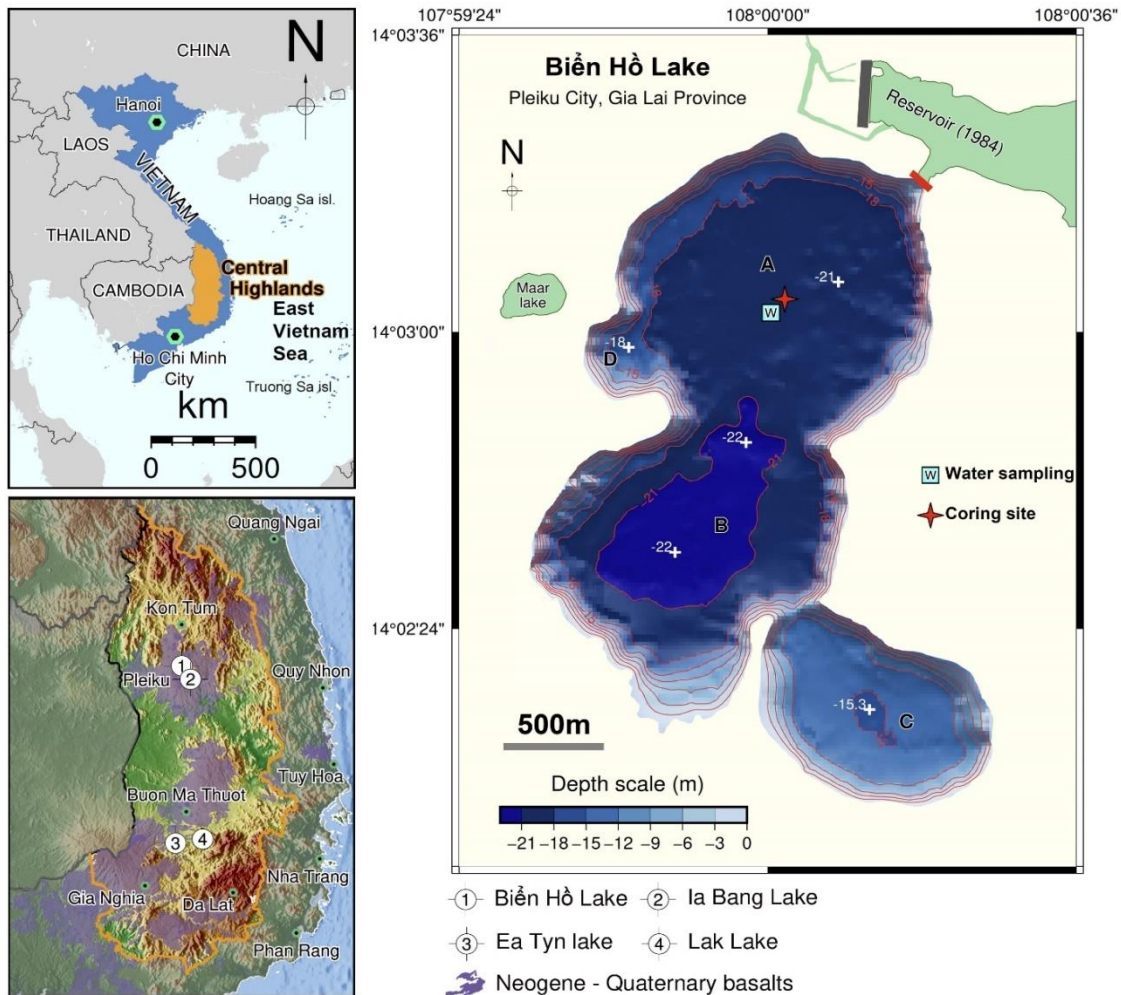 CHINA
N
Hanoi
LAOS
VIETNAM
Hoang Sa isl.
THAILAND
Central
Highlands
CAMBODIA
East
Vietnam
Sea
Ho Chi Minh
City
Truong Sa isl.
km
0 500
Quang Ngai
Kon Tum
1
Pleiku
2
Quy Nhon
Tuy Hoa
Buon Ma Thuot
3 4
Nha Trang
Gia Nghia
Da Lat
Phan Rang
107°59'24" 108°00'00" 108°00'36"
14°03'36"
14°03'00"
14°02'24"
Biển Hồ Lake
Pleiku City, Gia Lai Province
N
Reservoir (1984)
-15
-18
A
-21
W
Maar
lake
-18
D
-15
-22
-21
-21
B
-22
W Water sampling
Coring site
-15.3
C
500m
Depth scale (m)
-21 -18 -15 -12 -9 -6 -3 0
1 Biển Hồ Lake 2 Ia Bang Lake
3 Ea Tyn lake 4 Lak Lake
Neogene - Quaternary basalts